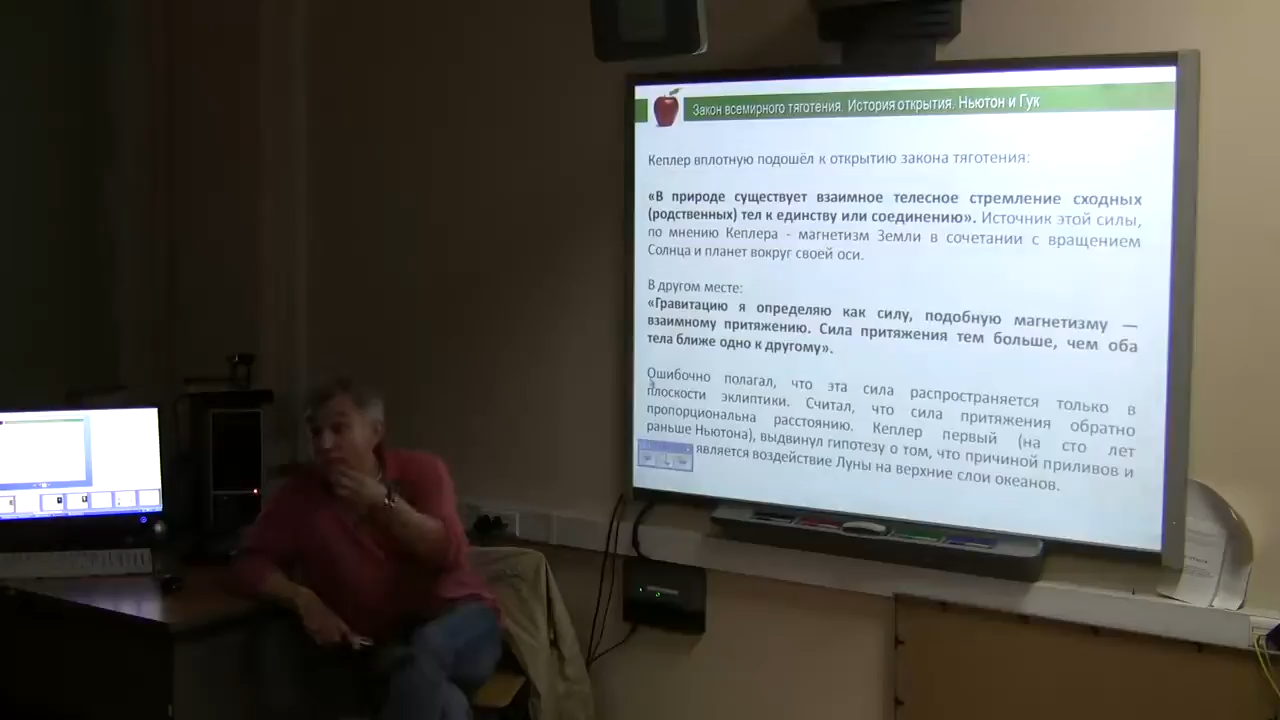 Закон всемирного тяготения. История открытия. Ньютон и Гук
Кеплер вплотную подошёл к открытию закона тяготения:
«В природе существует взаимное телесное стремление сходных
(родственных) тел к единству или соединению». Источник этой силы,
по мнению Кеплера - магнетизм Земли в сочетании с вращением
Солнца и планет вокруг своей оси.
В другом месте:
«Гравитацию я определяю как силу, подобную магнетизму —
взаимному притяжению. Сила притяжения тем больше, чем оба
тела ближе одно к другому».
Ошибочно полагал, что эта сила распространяется только в
плоскости эклиптики. Считал, что сила притяжения обратно
пропорциональна расстоянию. Кеплер первый (на сто лет
раньше Ньютона), выдвинул гипотезу о том, что причиной приливов и
является воздействие Луны на верхние слои океанов.